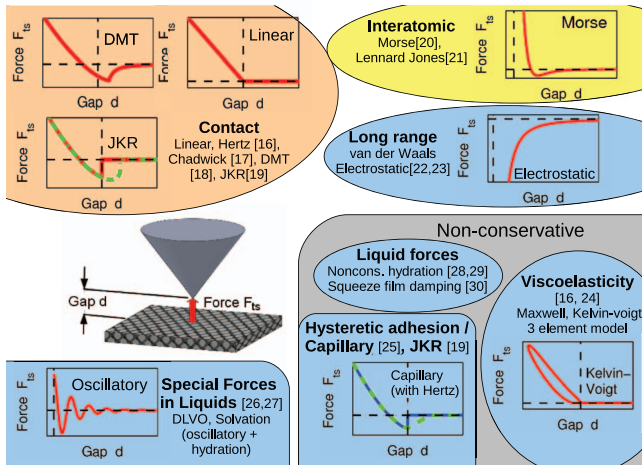 DMT
Force F_ts
Gap d
Linear
Gap d
JKR
Force F_ts
Gap d
Contact
Linear, Hertz [16],
Chadwick [17], DMT
[18], JKR[19]
Interatomic
Morse[20],
Lennard Jones[21]
Morse
Force F_ts
Gap d
Long range
van der Waals
Electrostatic[22,23]
Electrostatic
Force F_ts
Gap d
Gap d
Force F_ts
Non-conservative
Liquid forces
Noncons. hydration [28,29]
Squeeze film damping [30]
Viscoelasticity
[16, 24]
Maxwell, Kelvin-voigt
3 element model
Kelvin–
Voigt
Force F_ts
Gap d
Hysteretic adhesion /
Capillary [25], JKR [19]
Capillary
(with Hertz)
Force F_ts
Gap d
Oscillatory
Force F_ts
Gap d
Special Forces
in Liquids [26,27]
DLVO, Solvation
(oscillatory +
hydration)